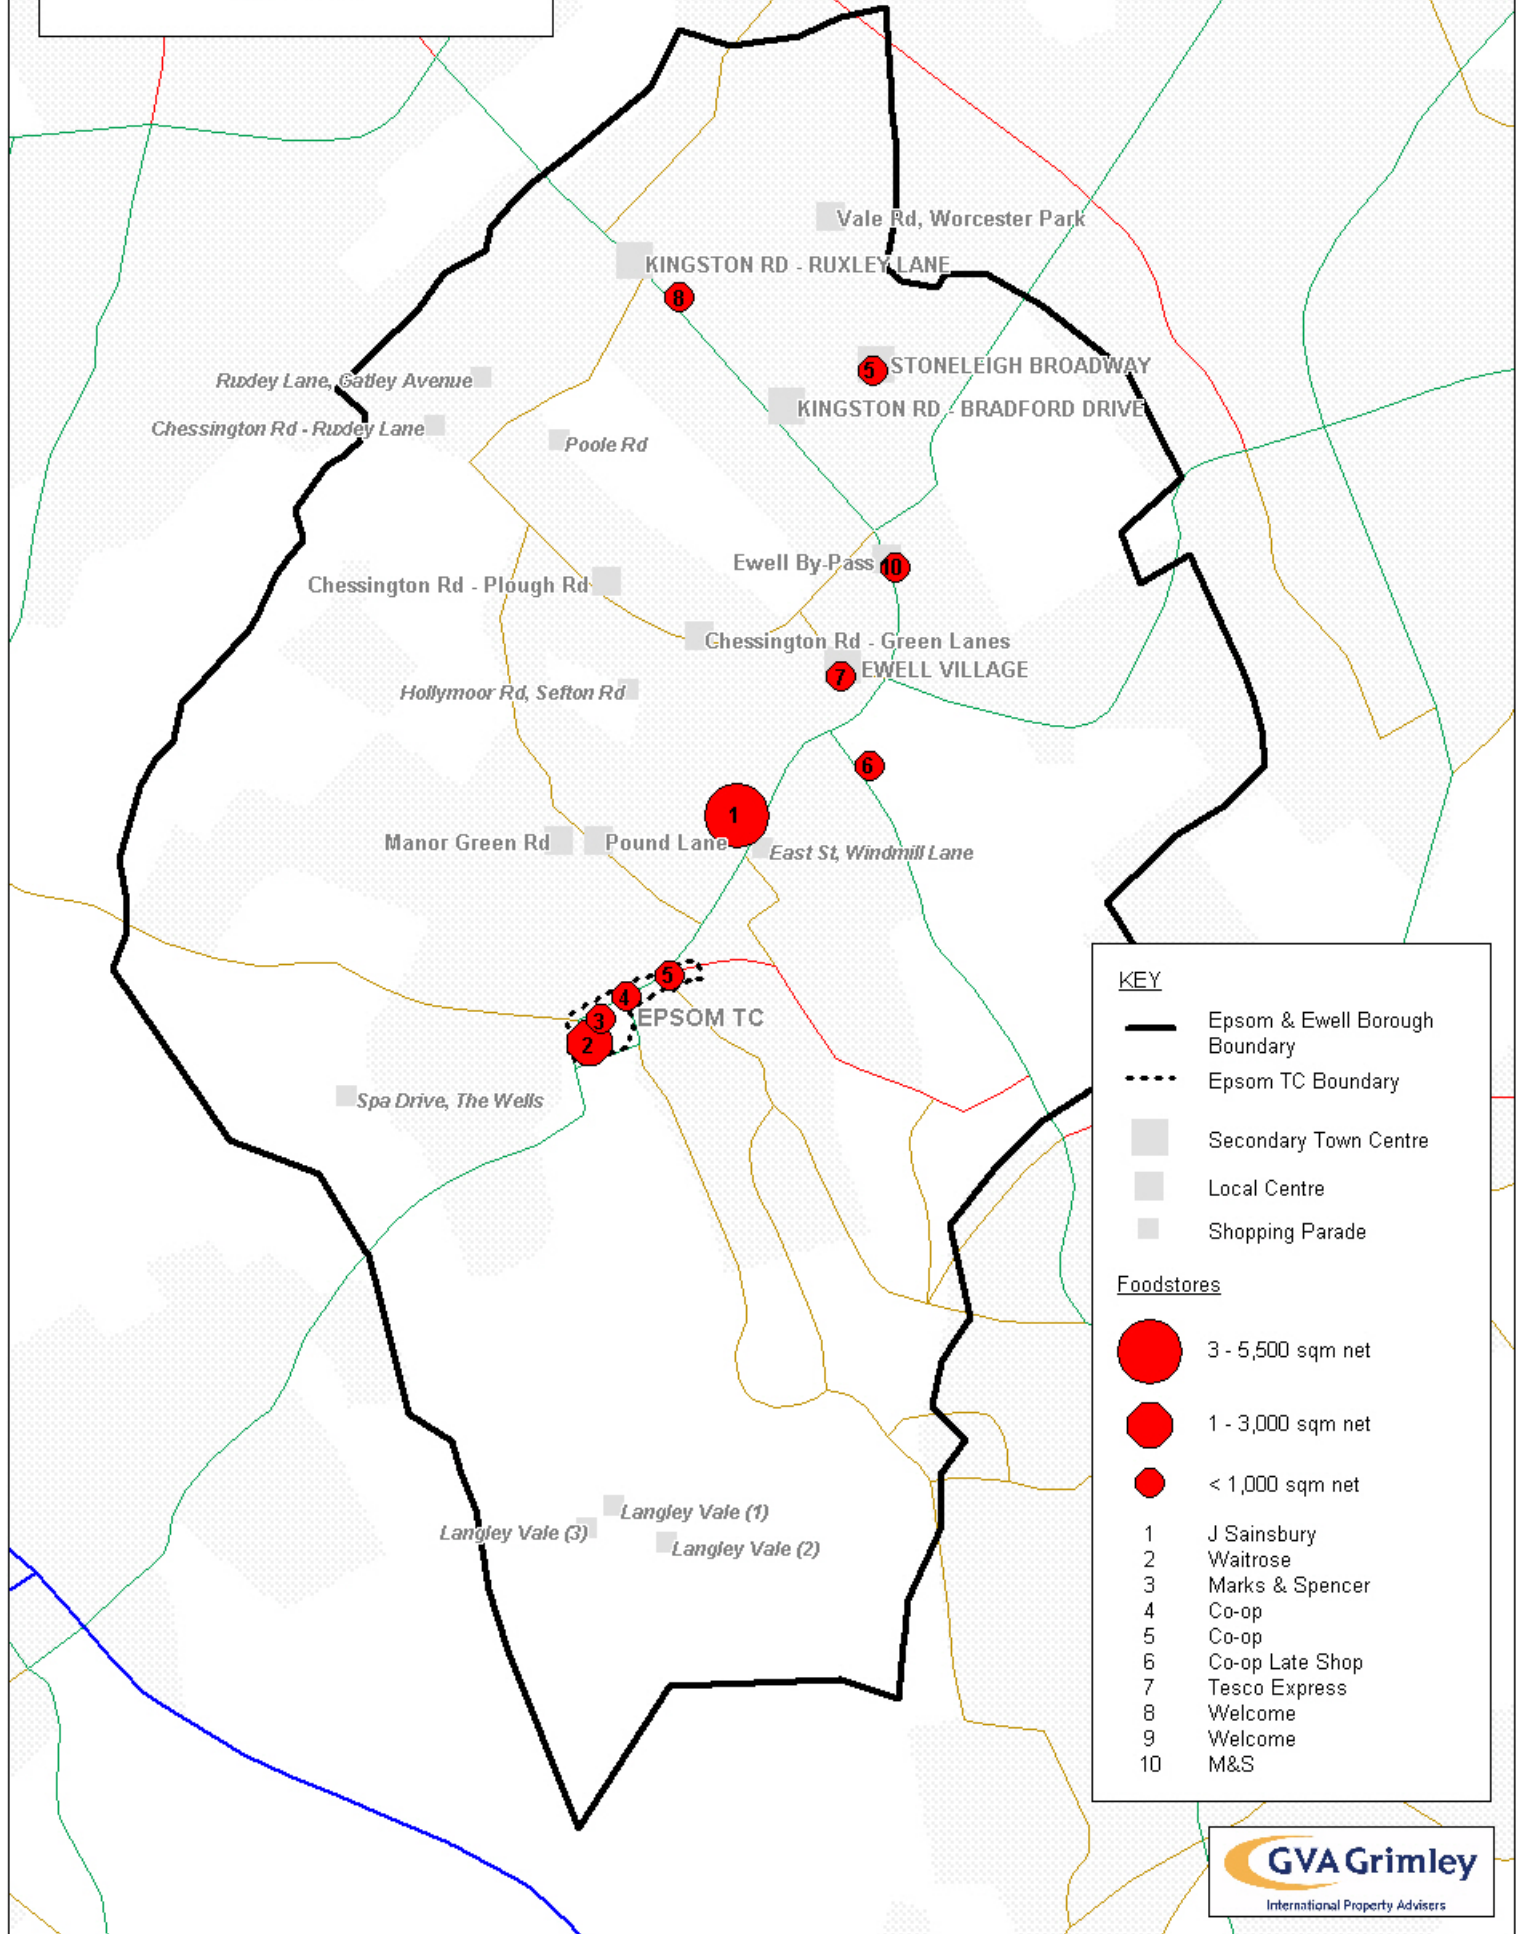 Vale Rd, Worcester Park
KINGSTON RD - RUXLEY LANE
8
5
STONELEIGH BROADWAY
Ruxley Lane, Gatley Avenue
KINGSTON RD - BRADFORD DRIVE
Chessington Rd - Ruxley Lane
Poole Rd
Ewell By-Pass
10
Chessington Rd - Plough Rd
Chessington Rd - Green Lanes
7
EWELL VILLAGE
Hollymoor Rd, Sefton Rd
6
1
Manor Green Rd
Pound Lane
East St, Windmill Lane
5
4
3
EPSOM TC
2
Spa Drive, The Wells
Langley Vale (1)
Langley Vale (3)
Langley Vale (2)
KEY
Epsom & Ewell Borough
Boundary
Epsom TC Boundary
Secondary Town Centre
Local Centre
Shopping Parade
Foodstores
3 - 5,500 sqm net
1 - 3,000 sqm net
< 1,000 sqm net
1 J Sainsbury
2 Waitrose
3 Marks & Spencer
4 Co-op
5 Co-op
6 Co-op Late Shop
7 Tesco Express
8 Welcome
9 Welcome
10 M&S
GVA Grimley
International Property Advisers